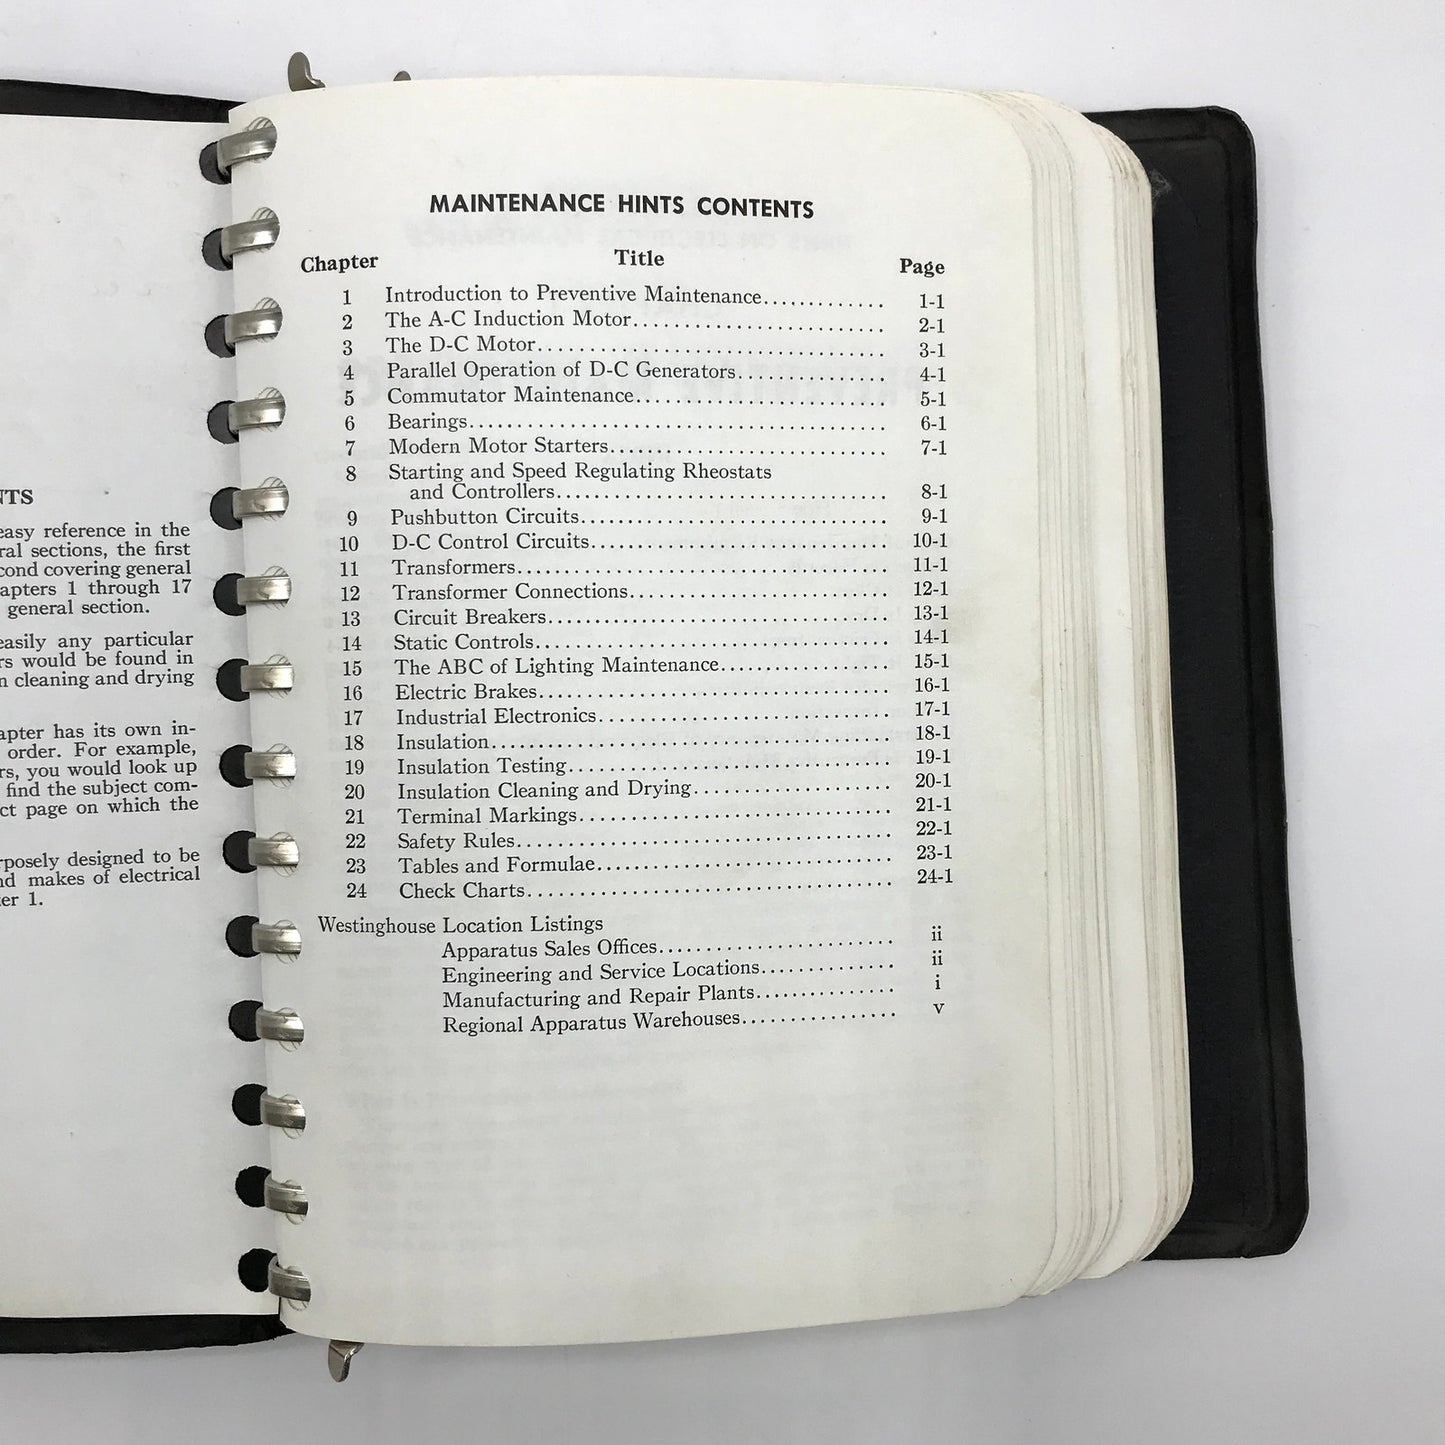 NTS
easy reference in the
ral sections, the first
cond covering general
apters 1 through 17
general section.
easily any particular
rs would be found in
n cleaning and drying
apter has its own in-
order. For example,
rs, you would look up
find the subject com-
ct page on which the
rposely designed to be
nd makes of electrical
er 1.
MAINTENANCE HINTS CONTENTS
Chapter Title Page
1 Introduction to Preventive Maintenance............. 1-1
2 The A-C Induction Motor.......................... 2-1
3 The D-C Motor.................................... 3-1
4 Parallel Operation of D-C Generators............... 4-1
5 Commutator Maintenance.......................... 5-1
6 Bearings........................................... 6-1
7 Modern Motor Starters............................. 7-1
8 Starting and Speed Regulating Rheostats
and Controllers................................... 8-1
9 Pushbutton Circuits................................ 9-1
10 D-C Control Circuits............................... 10-1
11 Transformers....................................... 11-1
12 Transformer Connections........................... 12-1
13 Circuit Breakers................................... 13-1
14 Static Controls..................................... 14-1
15 The ABC of Lighting Maintenance.................. 15-1
16 Electric Brakes.................................... 16-1
17 Industrial Electronics.............................. 17-1
18 Insulation......................................... 18-1
19 Insulation Testing................................. 19-1
20 Insulation Cleaning and Drying.................... 20-1
21 Terminal Markings................................ 21-1
22 Safety Rules....................................... 22-1
23 Tables and Formulae.............................. 23-1
24 Check Charts...................................... 24-1
Westinghouse Location Listings
Apparatus Sales Offices........................ ii
Engineering and Service Locations.............. ii
Manufacturing and Repair Plants............... i
Regional Apparatus Warehouses................ v